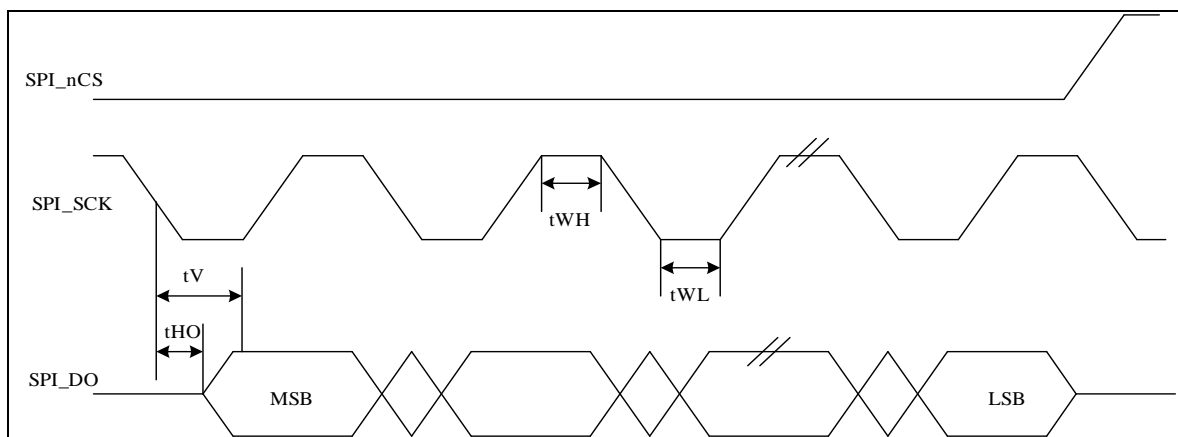 SPI_nCS
SPI_SCK
tWH
tWL
tV
tHO
SPI_DO
MSB
LSB